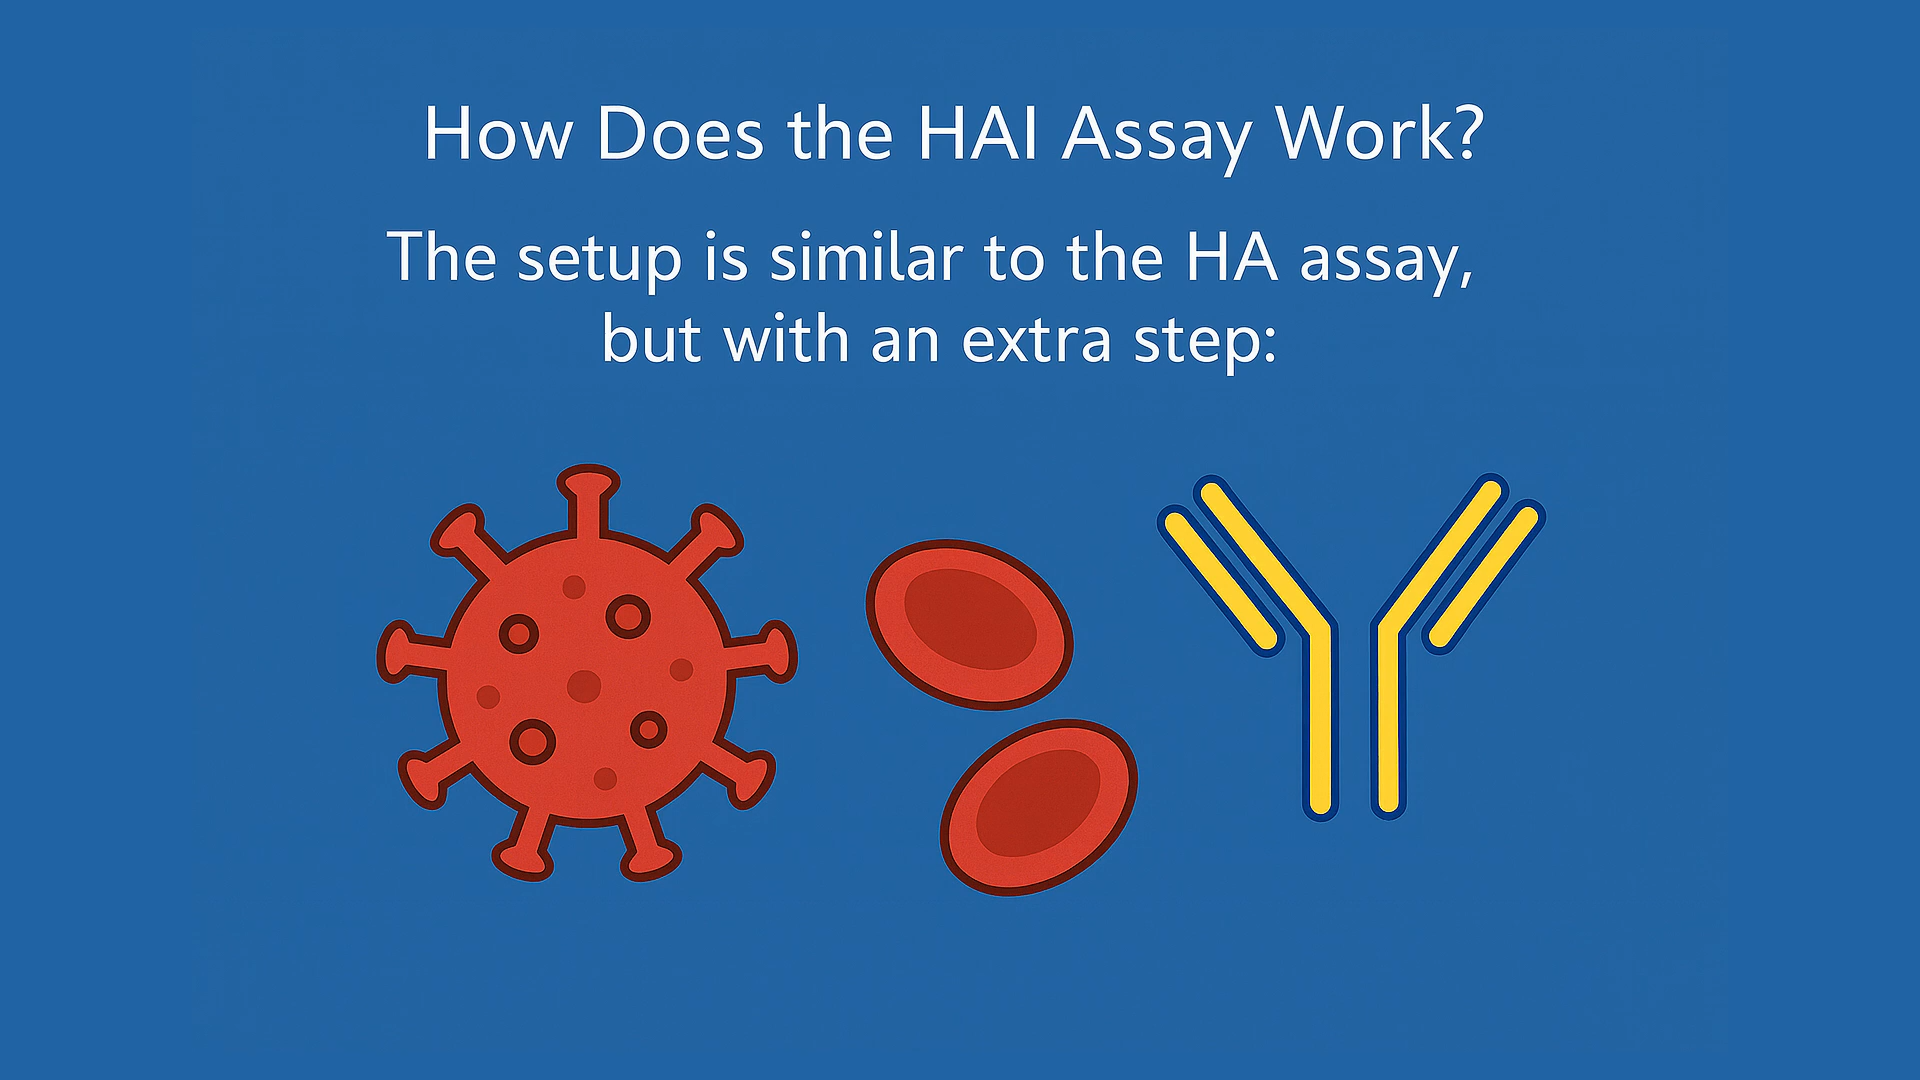 How Does the HAI Assay Work?
The setup is similar to the HA assay,
but with an extra step: